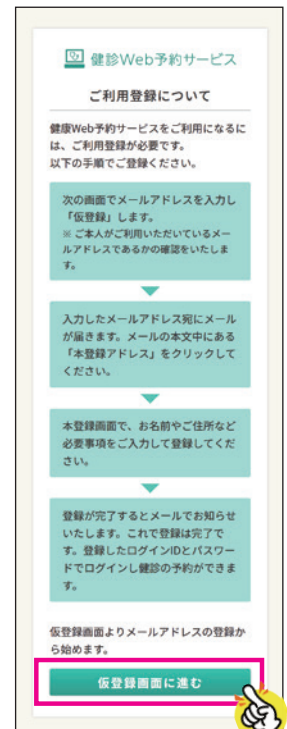 健診Web予約サービス
ご利用登録について
健康Web予約サービスをご利用になるに
は、ご利用登録が必要です。
以下の手順でご登録ください。
次の画面でメールアドレスを入力し
「仮登録」します。
※ ご本人がご利用いただいているメー
ルアドレスであるかの確認をいたしま
す。
入力したメールアドレス宛にメール
が届きます。メールの本文中にある
「本登録アドレス」をクリックして
ください。
本登録画面で、お名前やご住所など
必要事項をご入力して登録してくだ
さい。
登録が完了するとメールでお知らせ
いたします。これで登録は完了で
す。登録したログインIDとパスワー
ドでログインし健診の予約ができま
す。
仮登録画面よりメールアドレスの登録か
ら始めます。
仮登録画面に進む